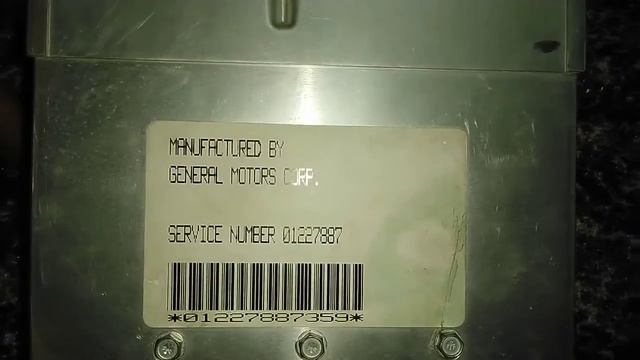 MANUFACTURED BY
GENERAL MOTORS CORP.
SERVICE NUMBER 01227887
*01227887359*